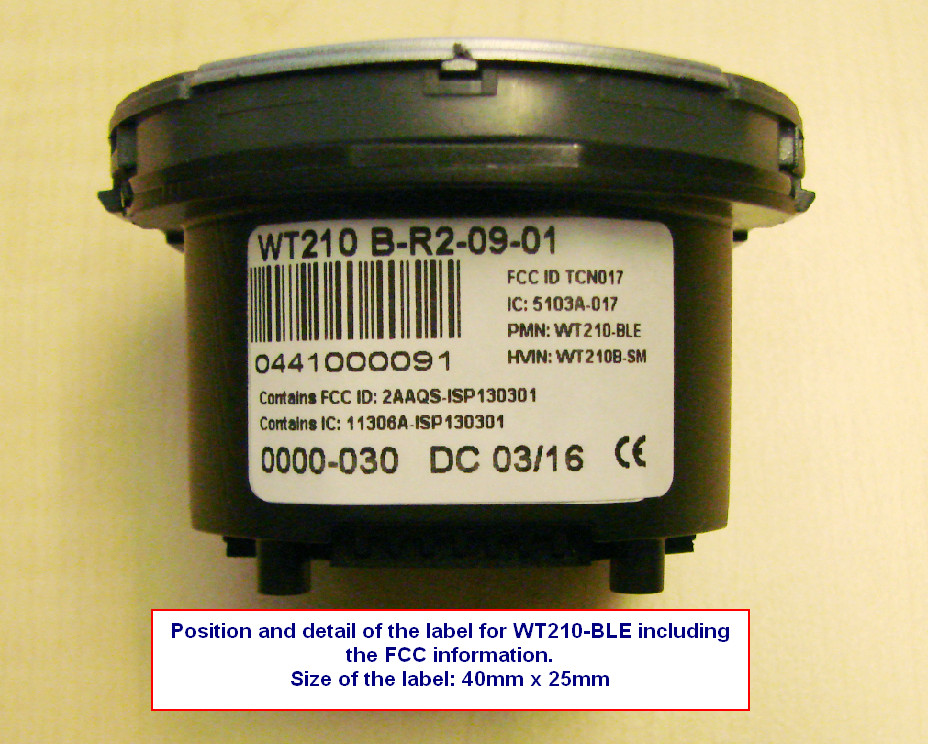 WT210 B-R2-09-01
FCC ID TCN017
IC: 5103A-017
PMN: WT210-BLE
HVIN: WT210B-SM
0441000091
Contains FCC ID: 2AAQS-ISP130301
Contains IC: 11306A-ISP130301
0000-030 DC 03/16 CE
Position and detail of the label for WT210-BLE including
the FCC information.
Size of the label: 40mm x 25mm